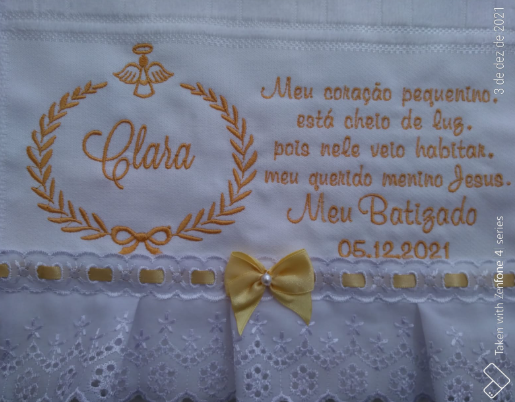 Clara
Meu coração pequenino.
está cheio de luz.
pois nele veio habitar.
meu querido menino Jesus.
Meu Batizado
05.12.2021
3 de dez de 2021
Taken with Zenfone 4 series